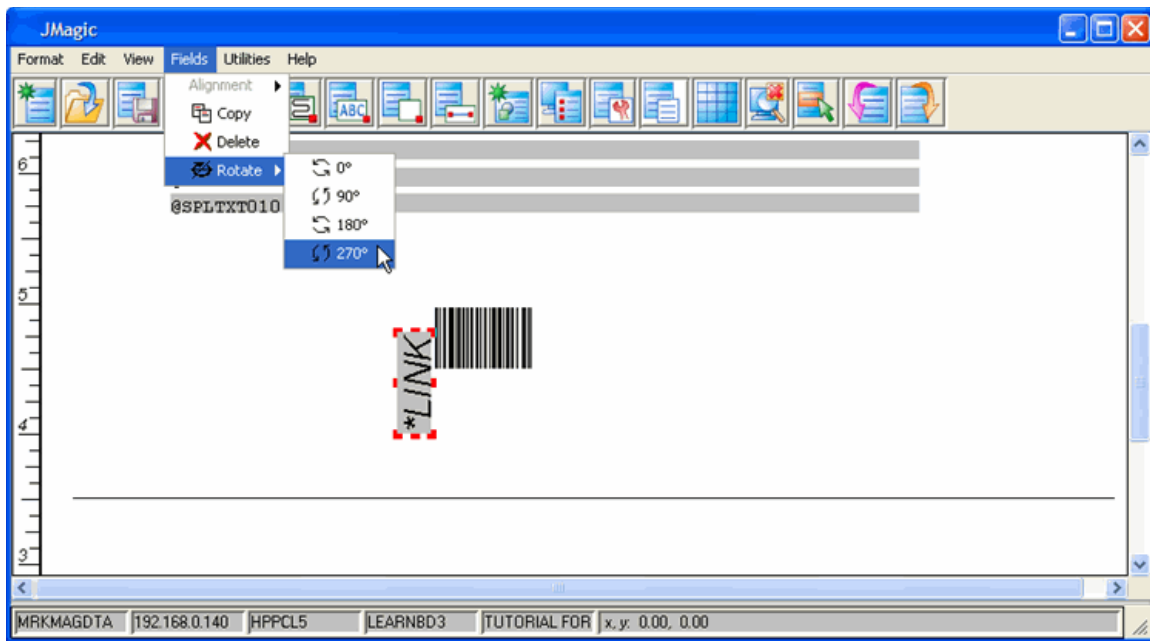 JMagic
Format Edit View Fields Utilities Help
Alignment
ABC
Copy
Delete
Rotate
0°
90°
180°
270°
@SPLTXT010
6
5
4
3
*LINK
MRKMAGDTA 192.168.0.140 HPPCL5 LEARNBD3 TUTORIAL FOR x, y: 0.00, 0.00